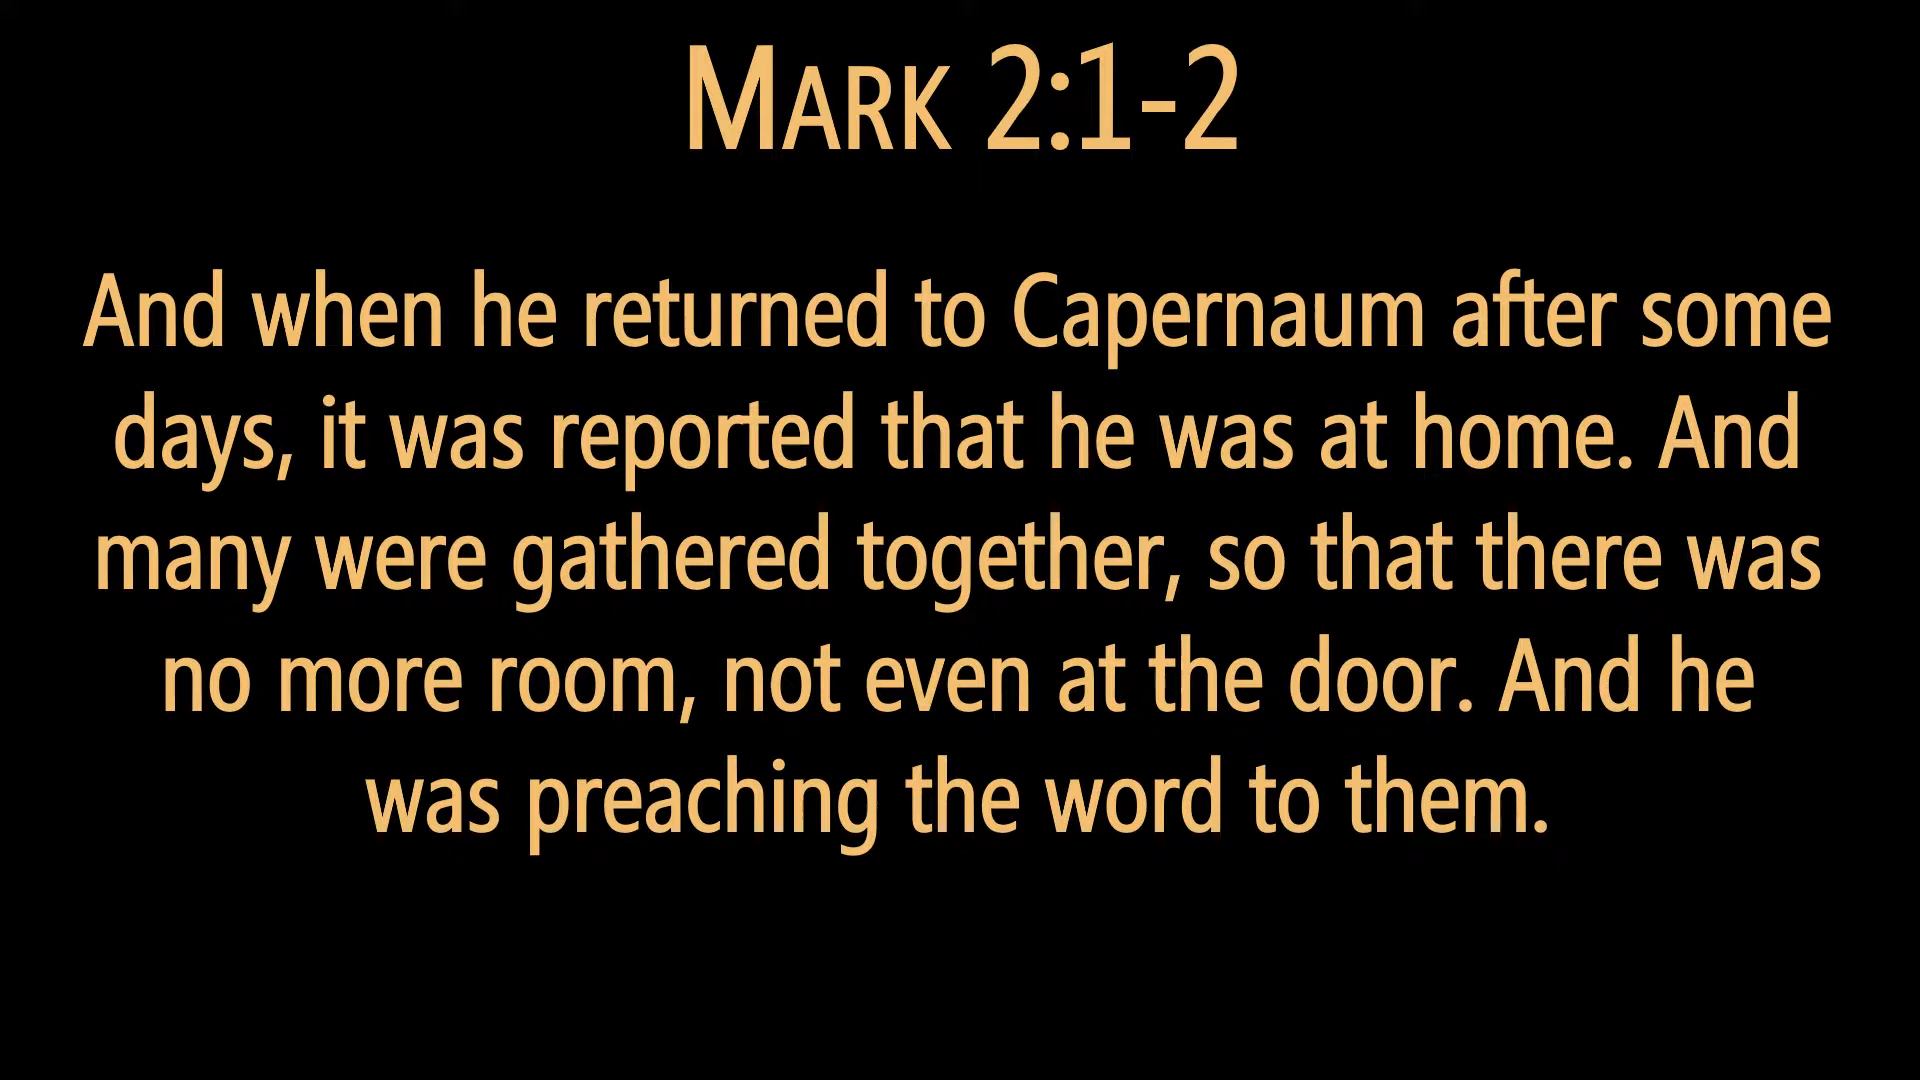 Mark 2:1-2
And when he returned to Capernaum after some
days, it was reported that he was at home. And
many were gathered together, so that there was
no more room, not even at the door. And he
was preaching the word to them.